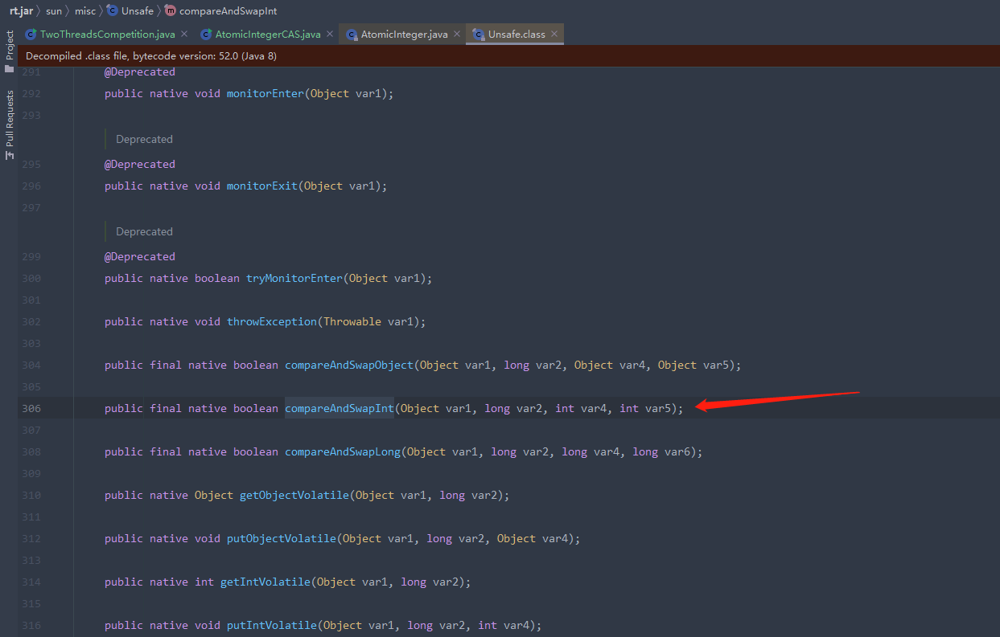 rt.jar sun misc Unsafe compareAndSwapInt
TwoThreadsCompetition.java AtomicIntegerCAS.java AtomicInteger.java Unsafe.class
Project
Pull Requests
Decompiled .class file, bytecode version: 52.0 (Java 8)
291 @Deprecated
292 public native void monitorEnter(Object var1);
293
Deprecated
295 @Deprecated
296 public native void monitorExit(Object var1);
297
Deprecated
299 @Deprecated
300 public native boolean tryMonitorEnter(Object var1);
301
302 public native void throwException(Throwable var1);
303
304 public final native boolean compareAndSwapObject(Object var1, long var2, Object var4, Object var5);
305
306 public final native boolean compareAndSwapInt(Object var1, long var2, int var4, int var5);
307
308 public final native boolean compareAndSwapLong(Object var1, long var2, long var4, long var6);
309
310 public native Object getObjectVolatile(Object var1, long var2);
311
312 public native void putObjectVolatile(Object var1, long var2, Object var4);
313
314 public native int getIntVolatile(Object var1, long var2);
315
316 public native void putIntVolatile(Object var1, long var2, int var4);